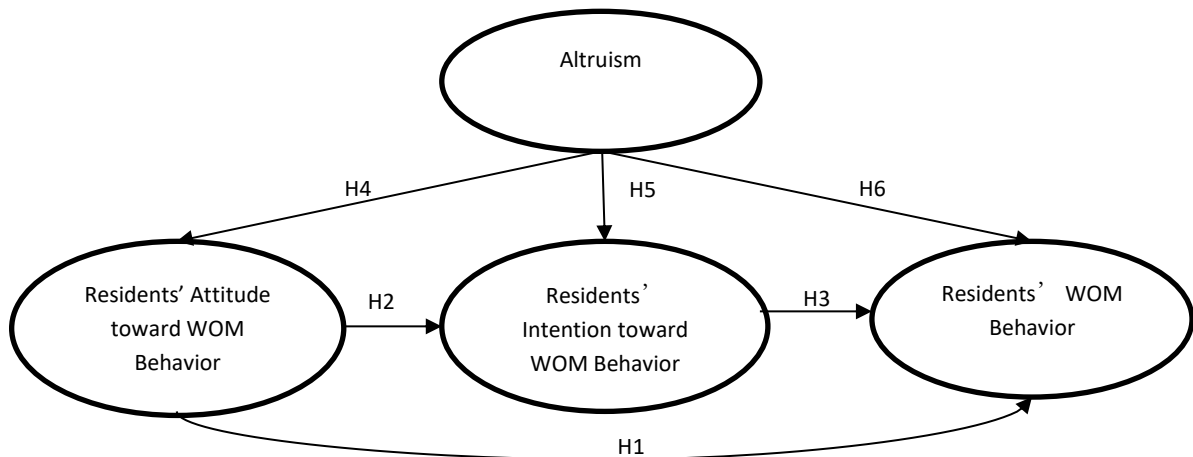 Altruism
H4
H5
H6
Residents’ Attitude
toward WOM
Behavior
H2
Residents’
Intention toward
WOM Behavior
H3
Residents’ WOM
Behavior
H1